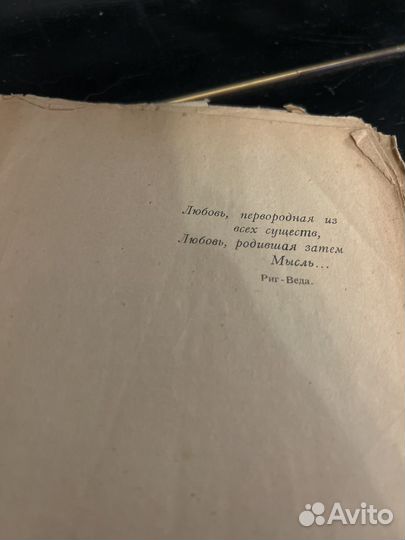 Любовь, первородная из
всех существ,
Любовь, родившая затем
Мысль...
Риг-Веда.
Avito